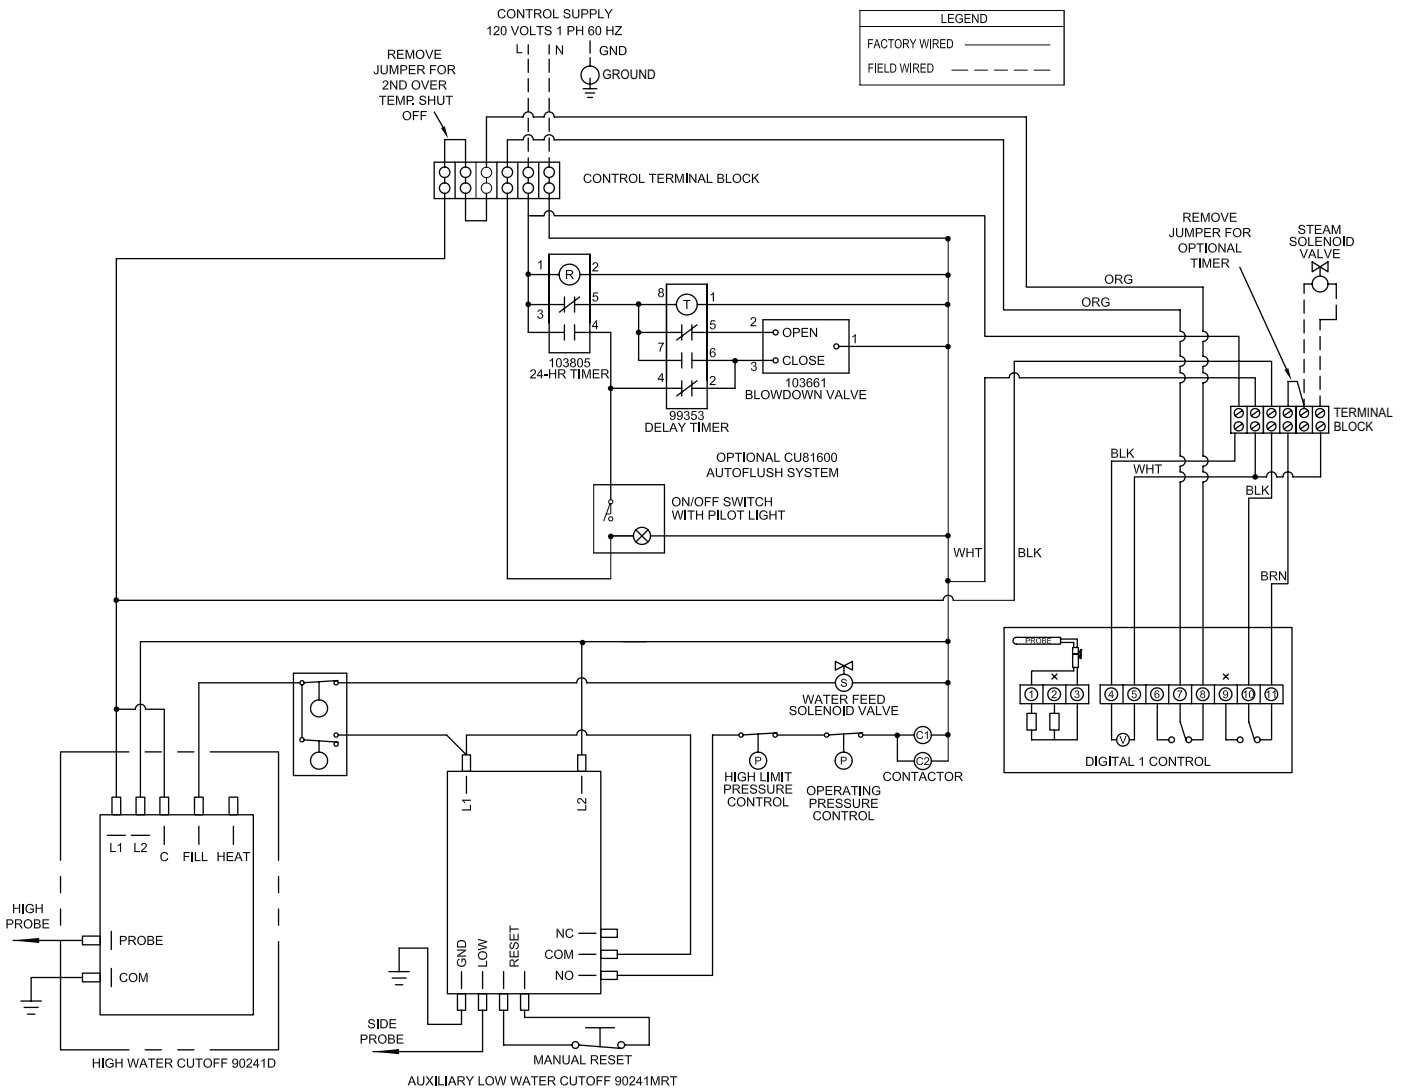 CONTROL SUPPLY
120 VOLTS 1 PH 60 HZ
L N GND
GROUND
LEGEND
FACTORY WIRED
FIELD WIRED
REMOVE
JUMPER FOR
2ND OVER
TEMP. SHUT
OFF
CONTROL TERMINAL BLOCK
REMOVE
JUMPER FOR
OPTIONAL
TIMER
STEAM
SOLENOID
VALVE
ORG
ORG
1 R 2
5
3
4
103805
24-HR TIMER
8 T 1
5
7
6
4
2
99353
DELAY TIMER
2 OPEN
1
3 CLOSE
103661
BLOWDOWN VALVE
TERMINAL
BLOCK
OPTIONAL CU81600
AUTOFLUSH SYSTEM
ON/OFF SWITCH
WITH PILOT LIGHT
BLK
WHT
BLK
WHT
BLK
BRN
PROBE
X
X
1 2 3 4 5 6 7 8 9 10 11
V
DIGITAL 1 CONTROL
S
WATER FEED
SOLENOID VALVE
P
HIGH LIMIT
PRESSURE
CONTROL
P
OPERATING
PRESSURE
CONTROL
C1
C2
CONTACTOR
L1 L2 C FILL HEAT
HIGH
PROBE
PROBE
COM
HIGH WATER CUTOFF 90241D
L1
L2
GND
LOW
RESET
NC
COM
NO
SIDE
PROBE
MANUAL RESET
AUXILIARY LOW WATER CUTOFF 90241MRT